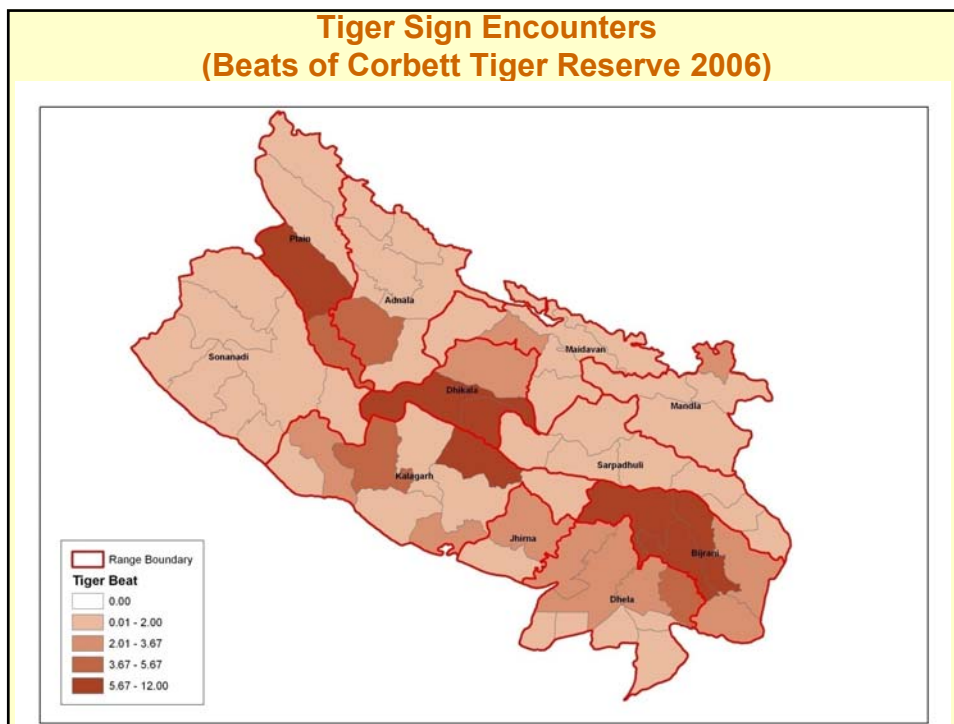 Tiger Sign Encounters
(Beats of Corbett Tiger Reserve 2006)
Plain
Adnala
Sonanadi
Maidavan
Dhikala
Mandla
Sarpadhuli
Kalagarh
Jhirna
Bijrani
Dhela
Range Boundary
Tiger Beat
0.00
0.01 - 2.00
2.01 - 3.67
3.67 - 5.67
5.67 - 12.00